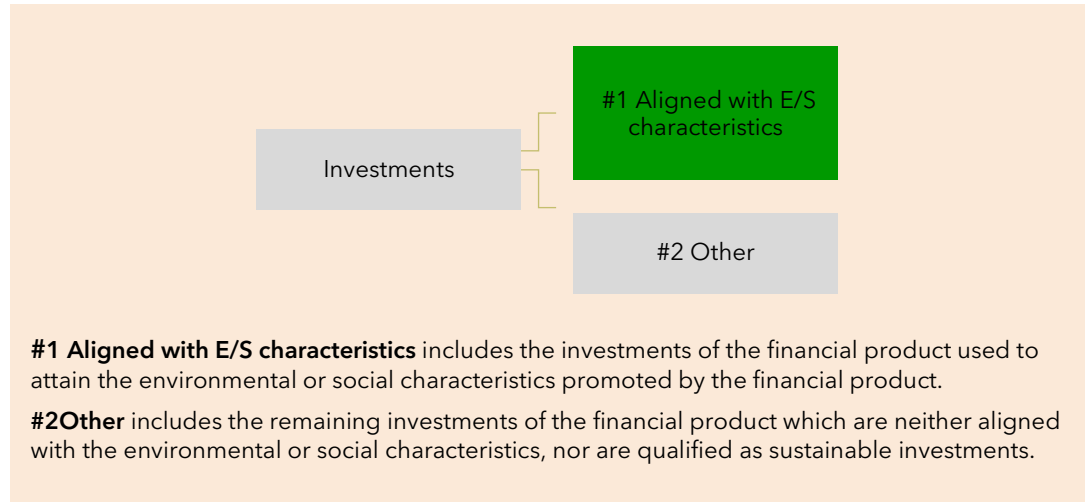 #1 Aligned with E/S
characteristics
Investments
#2 Other
#1 Aligned with E/S characteristics includes the investments of the financial product used to
attain the environmental or social characteristics promoted by the financial product.
#2Other includes the remaining investments of the financial product which are neither aligned
with the environmental or social characteristics, nor are qualified as sustainable investments.